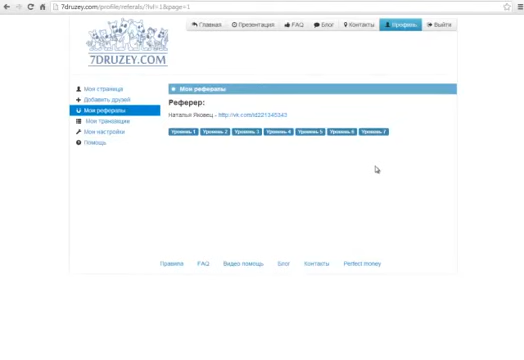 7druzey.com/profile/referals/?lvl=1&page=1
Главная Презентация FAQ Блог Контакты Профиль Выйти
7DRUZEY.COM
Моя страница
Добавить друзей
Мои рефералы
Мои транзакции
Мои настройки
Помощь
Мои рефералы
Реферер:
Наталья Яковец - http://vk.com/id221345343
Уровень 1 Уровень 2 Уровень 3 Уровень 4 Уровень 5 Уровень 6 Уровень 7
Правила FAQ Видео помощь Блог Контакты Perfect money